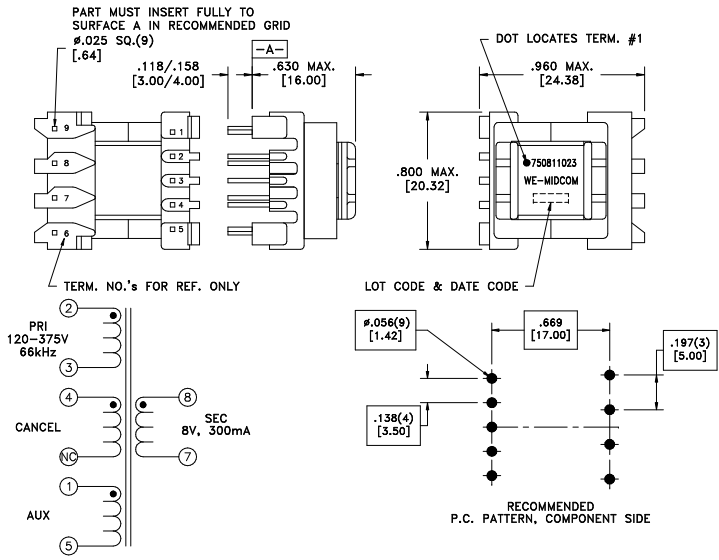 PART MUST INSERT FULLY TO
SURFACE A IN RECOMMENDED GRID
ø.025 SQ.(9)
[.64]
.118/.158
[3.00/4.00]
-A-
.630 MAX.
[16.00]
DOT LOCATES TERM. #1
.960 MAX.
[24.38]
9
8
7
6
1
2
3
4
5
.800 MAX.
[20.32]
750811023
WE-MIDCOM
TERM. NO.'s FOR REF. ONLY
LOT CODE & DATE CODE
2
PRI
120-375V
66kHz
3
4
CANCEL
NC
1
AUX
5
8
SEC
8V, 300mA
7
ø.056(9)
[1.42]
.669
[17.00]
.197(3)
[5.00]
.138(4)
[3.50]
RECOMMENDED
P.C. PATTERN, COMPONENT SIDE